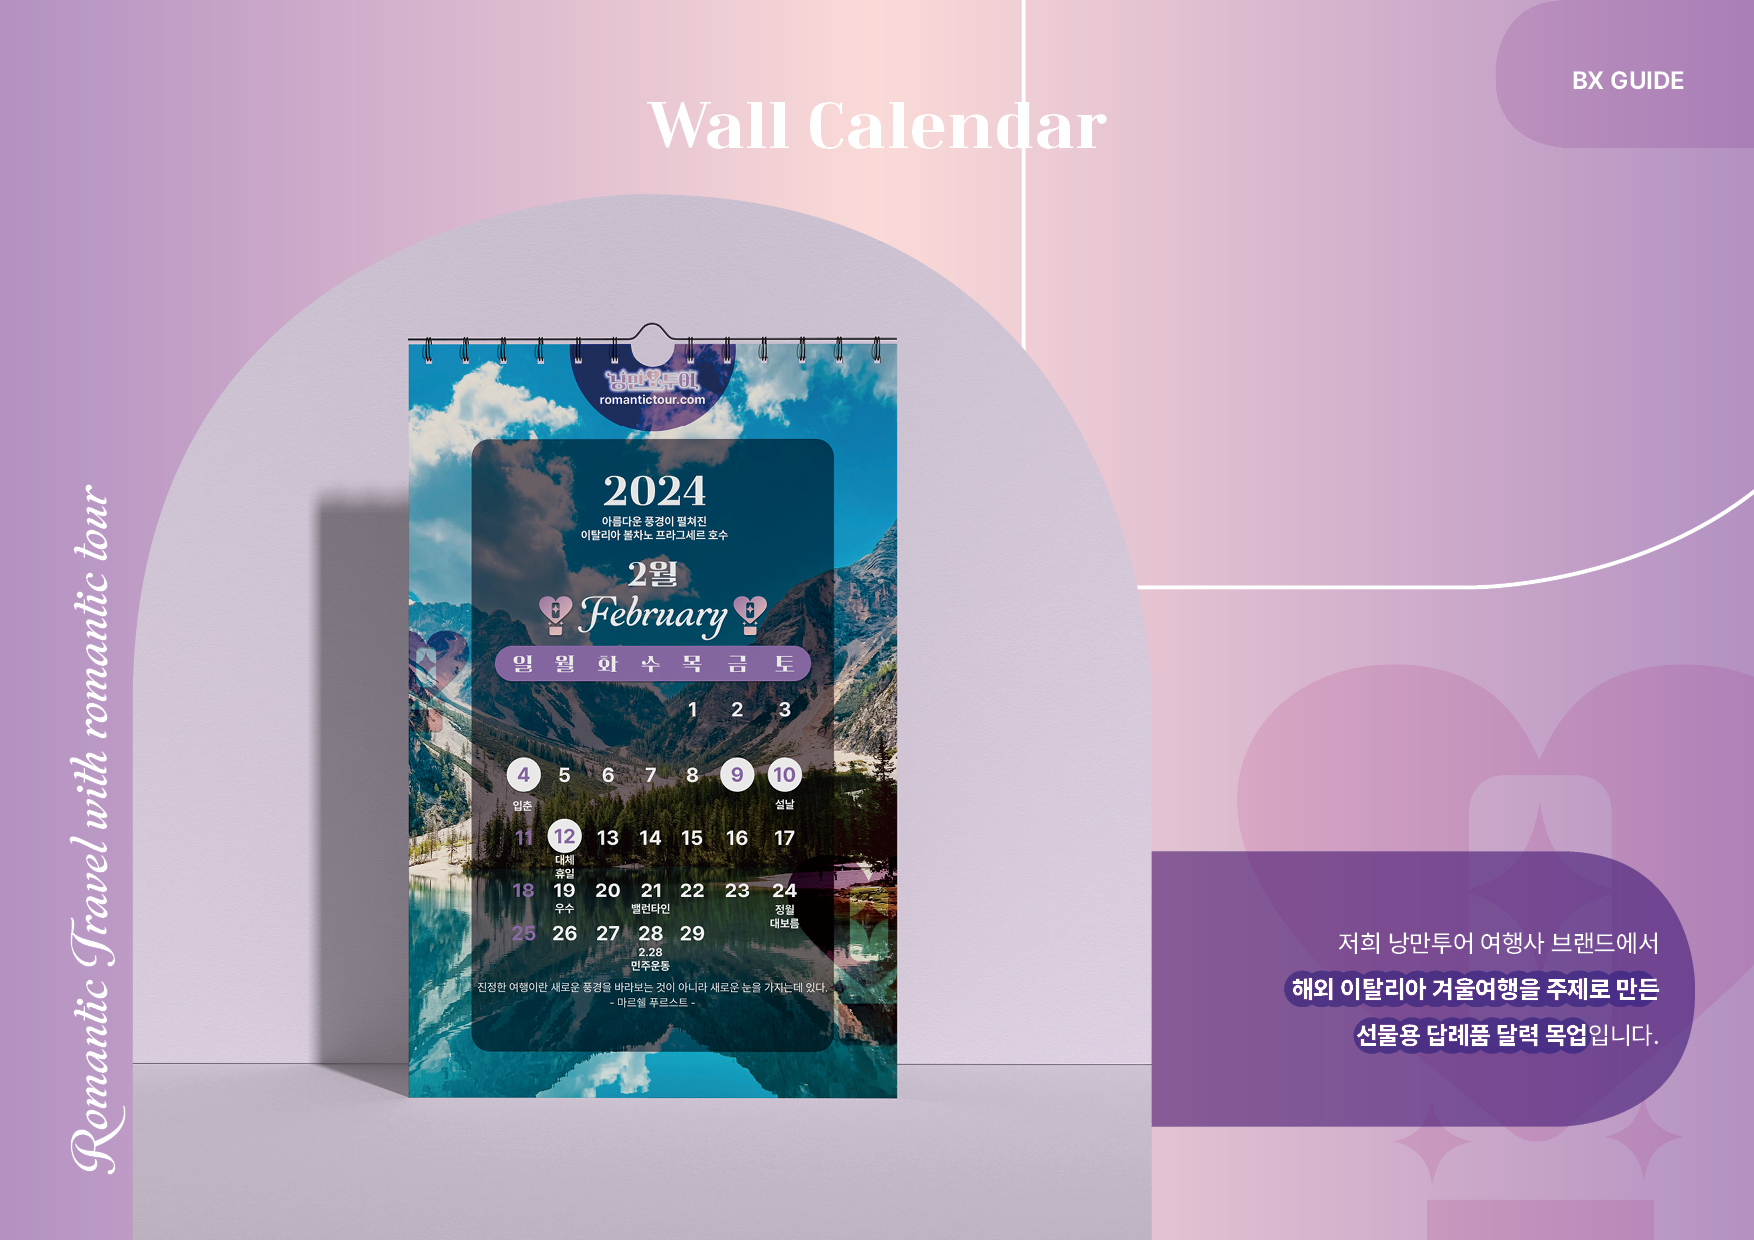 BX GUIDE
Wall Calendar
Romantic Travel with romantic tour
낭만투어
romantictour.com
2024
아름다운 풍경이 펼쳐진
이탈리아 볼차노 프라그세르 호수
2월
February
일 월 화 수 목 금 토
1 2 3
4 5 6 7 8 9 10
입춘 설날
11 12 13 14 15 16 17
대체
휴일
18 19 20 21 22 23 24
우수 밸런타인 정월
대보름
25 26 27 28 29
2.28
민주운동
진정한 여행이란 새로운 풍경을 바라보는 것이 아니라 새로운 눈을 가지는데 있다.
- 마르쉘 푸르스트 -
저희 낭만투어 여행사 브랜드에서
해외 이탈리아 겨울여행을 주제로 만든
선물용 답례품 달력 목업입니다.